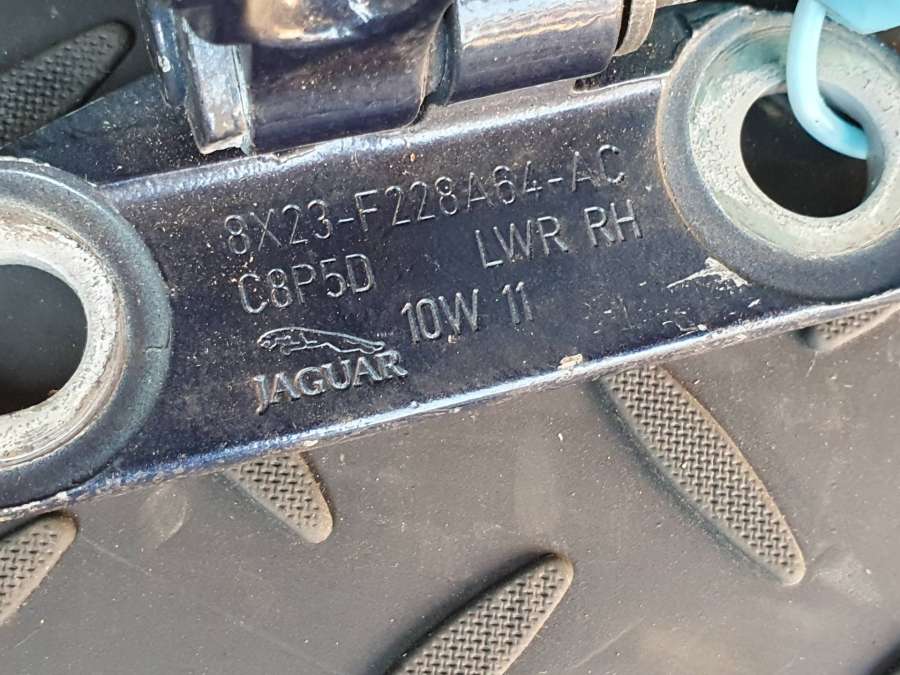 8X23-F228A64-AC
C8P5D LWR RH
10W 11
JAGUAR